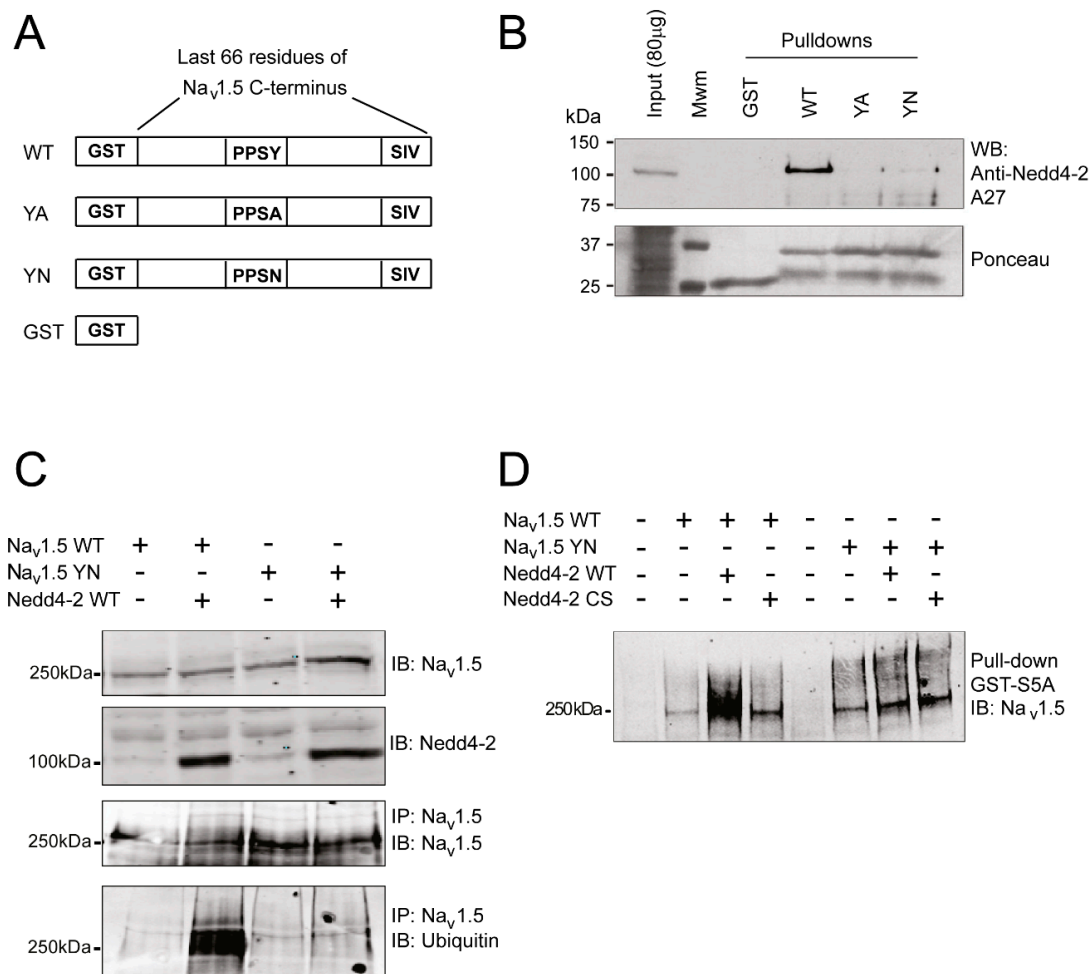 A
Last 66 residues of
Naᵥ1.5 C-terminus
WT GST PPSY SIV
YA GST PPSA SIV
YN GST PPSN SIV
GST GST
B
Pulldowns
kDa Input (80µg) Mwm GST WT YA YN
150
100
75
WB:
Anti-Nedd4-2
A27
37
25
Ponceau
C
Naᵥ1.5 WT + + - -
Naᵥ1.5 YN - - + +
Nedd4-2 WT - + - +
250kDa IB: Naᵥ1.5
100kDa IB: Nedd4-2
IP: Naᵥ1.5
250kDa IB: Naᵥ1.5
IP: Naᵥ1.5
250kDa IB: Ubiquitin
D
Naᵥ1.5 WT - + + + - - - -
Naᵥ1.5 YN - - - - - + + +
Nedd4-2 WT - - + - - - + -
Nedd4-2 CS - - - + - - - +
250kDa
Pull-down
GST-S5A
IB: Naᵥ1.5